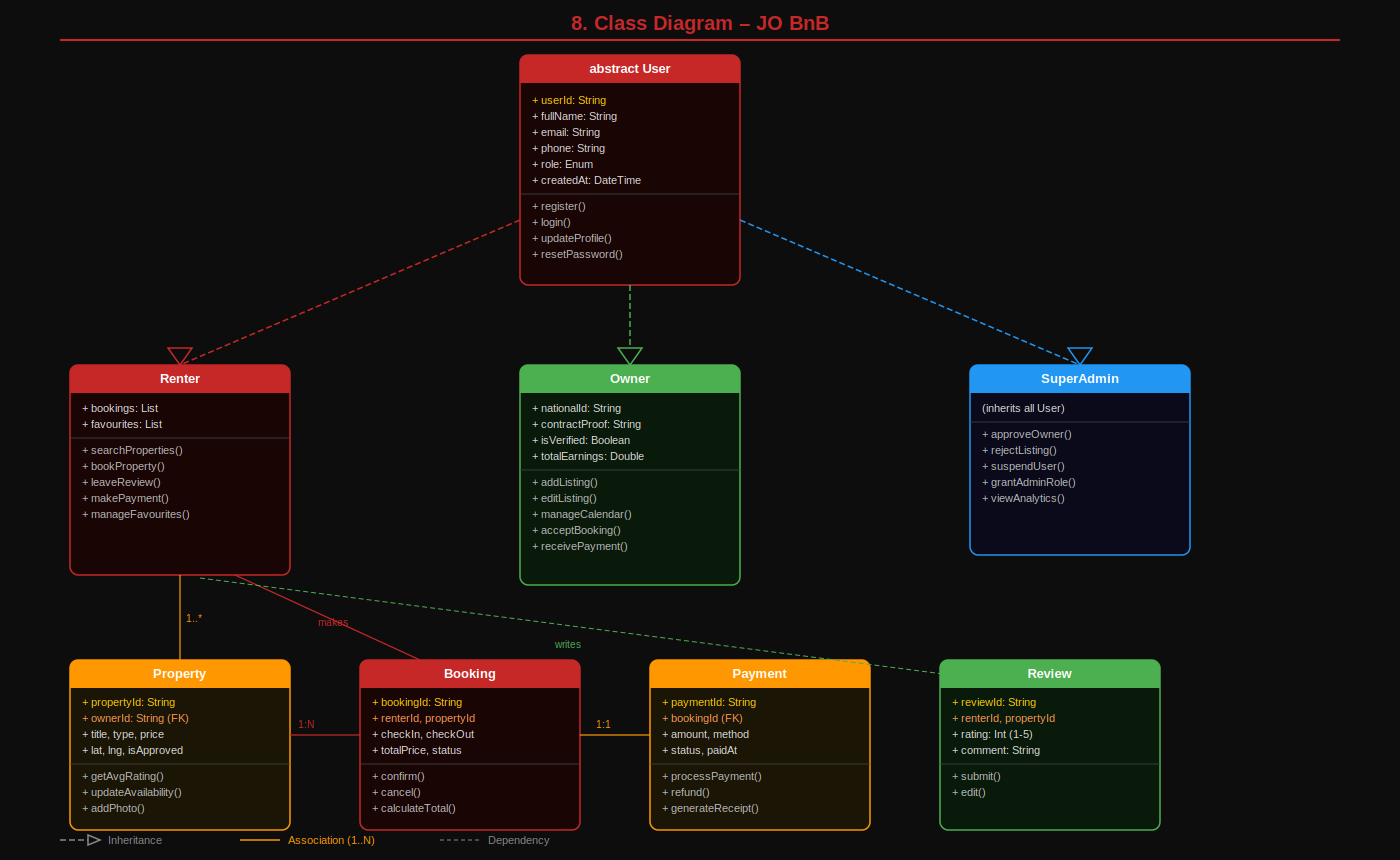 8. Class Diagram – JO BnB
abstract User
+ userId: String
+ fullName: String
+ email: String
+ phone: String
+ role: Enum
+ createdAt: DateTime
+ register()
+ login()
+ updateProfile()
+ resetPassword()
Renter
+ bookings: List
+ favourites: List
+ searchProperties()
+ bookProperty()
+ leaveReview()
+ makePayment()
+ manageFavourites()
Owner
+ nationalId: String
+ contractProof: String
+ isVerified: Boolean
+ totalEarnings: Double
+ addListing()
+ editListing()
+ manageCalendar()
+ acceptBooking()
+ receivePayment()
SuperAdmin
(inherits all User)
+ approveOwner()
+ rejectListing()
+ suspendUser()
+ grantAdminRole()
+ viewAnalytics()
1..*
makes
writes
Property
+ propertyId: String
+ ownerId: String (FK)
+ title, type, price
+ lat, lng, isApproved
+ getAvgRating()
+ updateAvailability()
+ addPhoto()
1:N
Booking
+ bookingId: String
+ renterId, propertyId
+ checkIn, checkOut
+ totalPrice, status
+ confirm()
+ cancel()
+ calculateTotal()
1:1
Payment
+ paymentId: String
+ bookingId (FK)
+ amount, method
+ status, paidAt
+ processPayment()
+ refund()
+ generateReceipt()
Review
+ reviewId: String
+ renterId, propertyId
+ rating: Int (1-5)
+ comment: String
+ submit()
+ edit()
Inheritance
Association (1..N)
Dependency